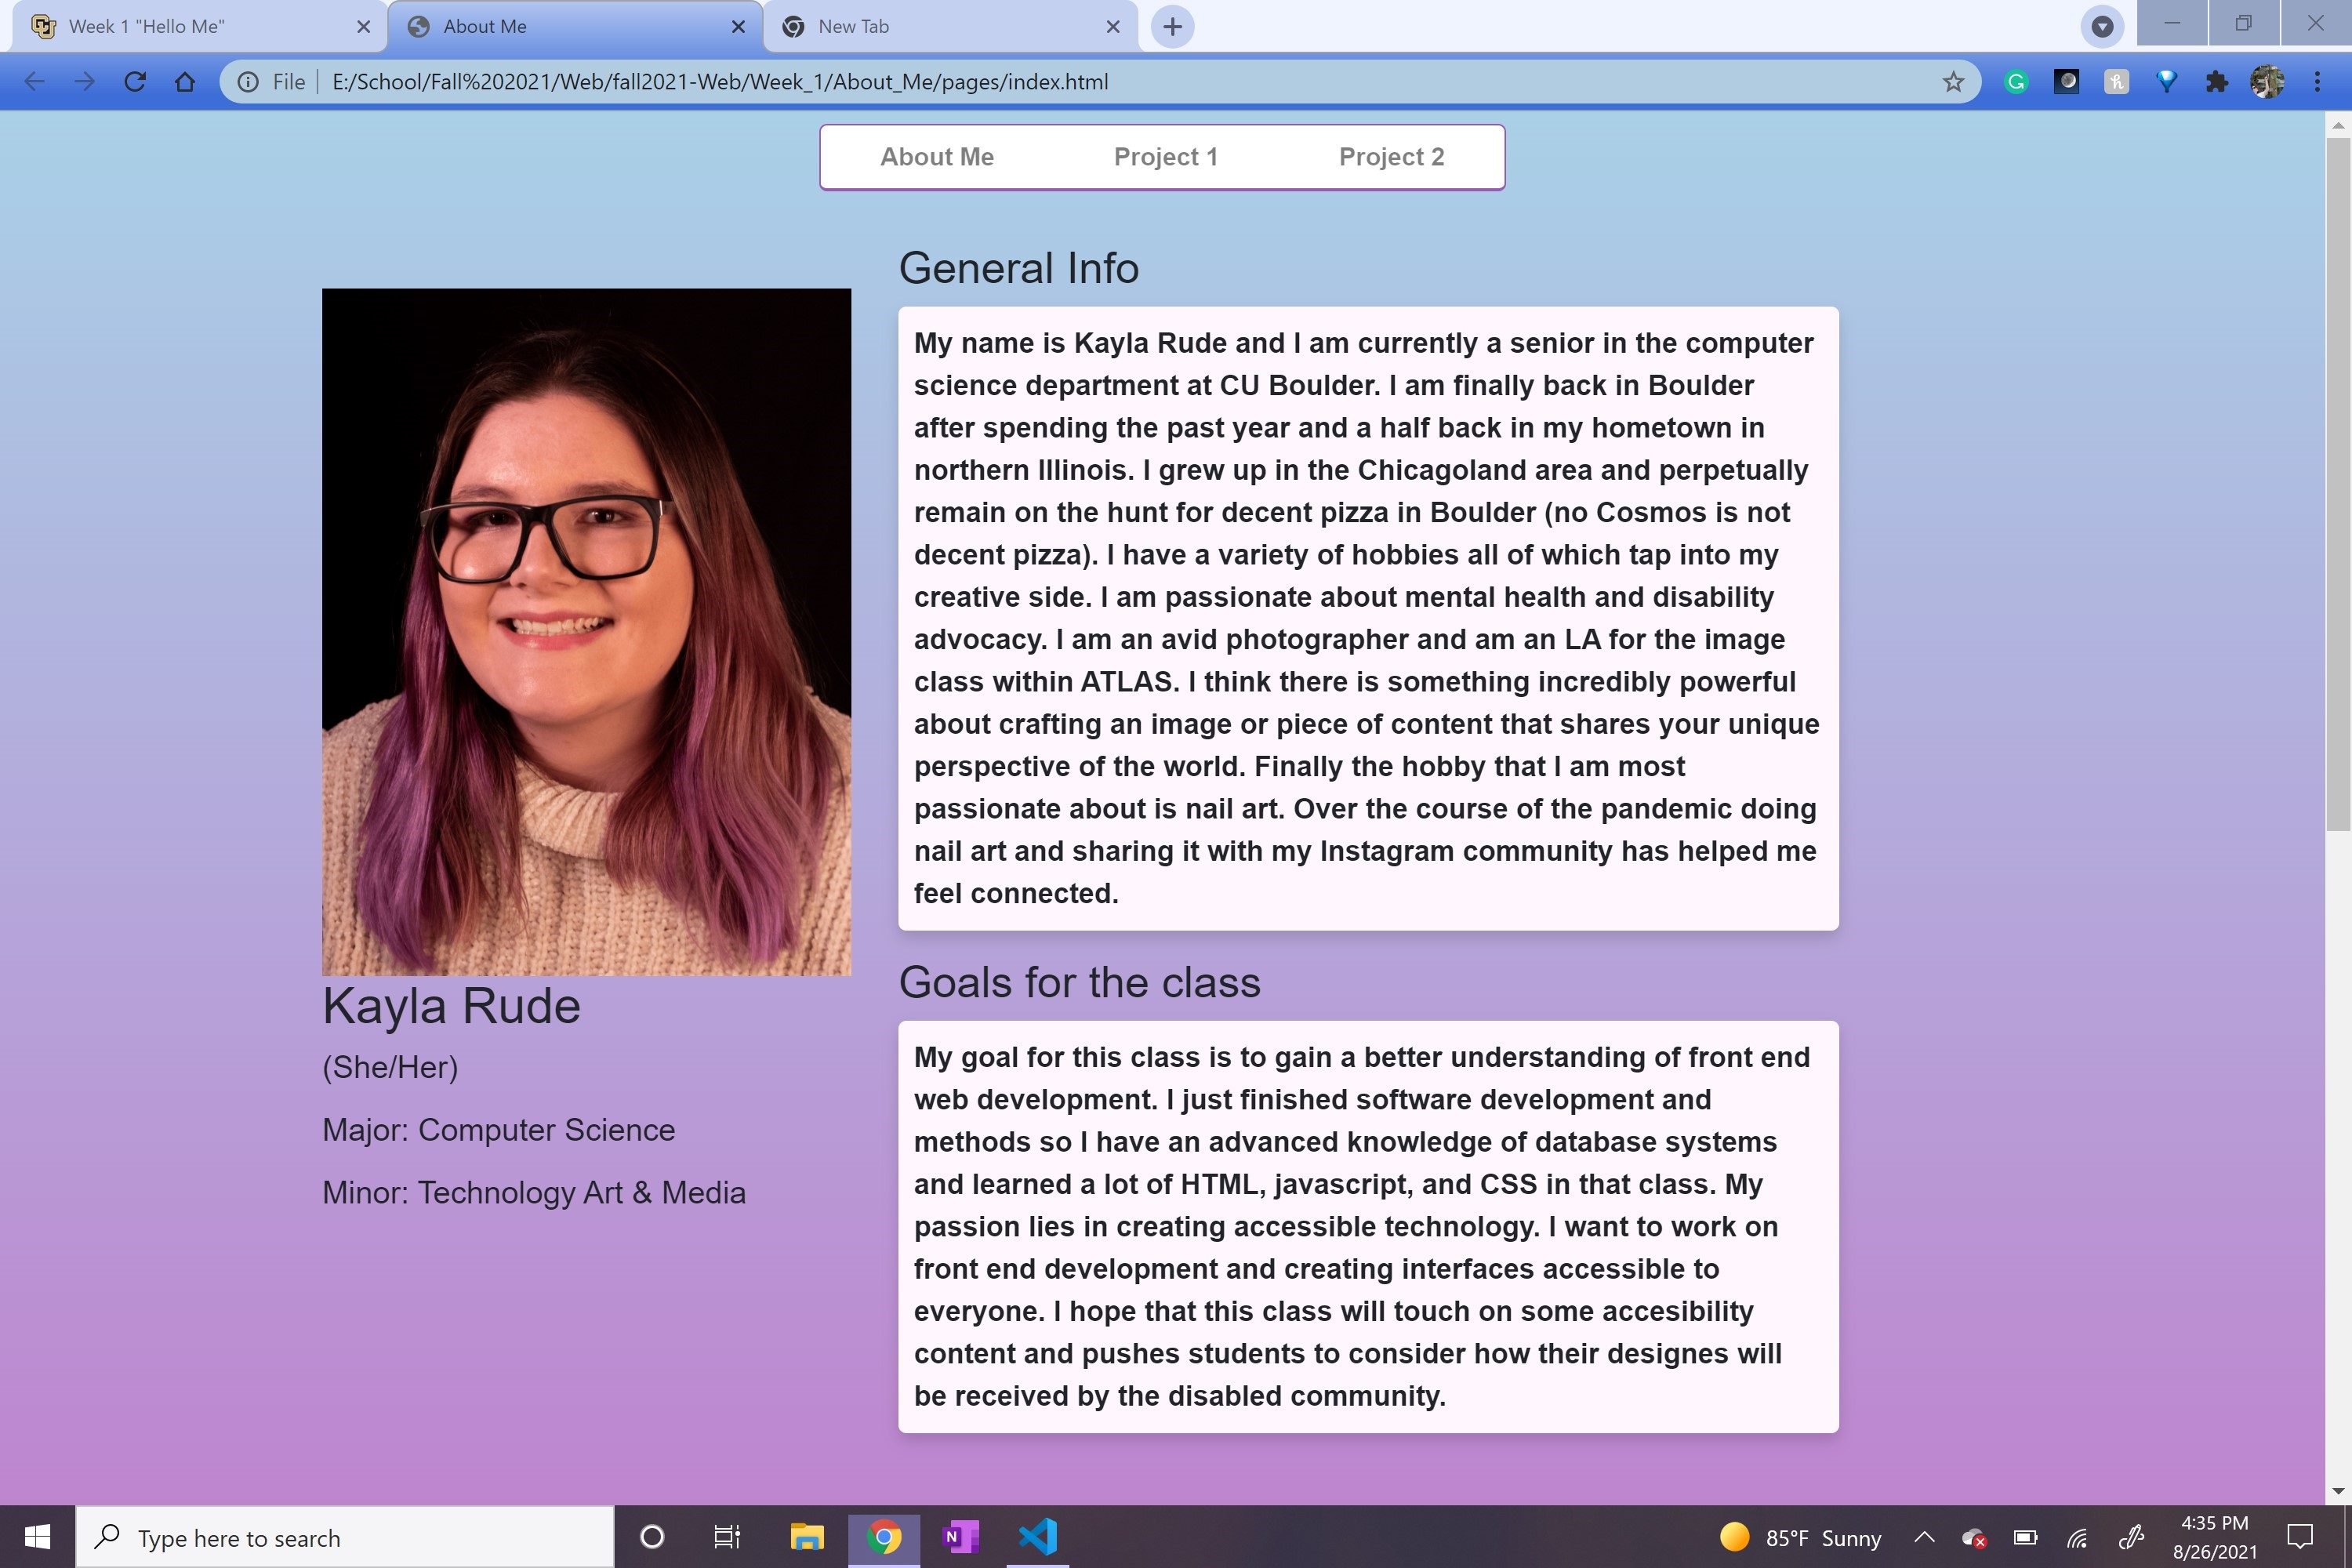 Week 1 "Hello Me"
About Me
New Tab
File
E:/School/Fall%202021/Web/fall2021-Web/Week_1/About_Me/pages/index.html
About Me
Project 1
Project 2
General Info
My name is Kayla Rude and I am currently a senior in the computer
science department at CU Boulder. I am finally back in Boulder
after spending the past year and a half back in my hometown in
northern Illinois. I grew up in the Chicagoland area and perpetually
remain on the hunt for decent pizza in Boulder (no Cosmos is not
decent pizza). I have a variety of hobbies all of which tap into my
creative side. I am passionate about mental health and disability
advocacy. I am an avid photographer and am an LA for the image
class within ATLAS. I think there is something incredibly powerful
about crafting an image or piece of content that shares your unique
perspective of the world. Finally the hobby that I am most
passionate about is nail art. Over the course of the pandemic doing
nail art and sharing it with my Instagram community has helped me
feel connected.
Kayla Rude
(She/Her)
Major: Computer Science
Minor: Technology Art & Media
Goals for the class
My goal for this class is to gain a better understanding of front end
web development. I just finished software development and
methods so I have an advanced knowledge of database systems
and learned a lot of HTML, javascript, and CSS in that class. My
passion lies in creating accessible technology. I want to work on
front end development and creating interfaces accessible to
everyone. I hope that this class will touch on some accesibility
content and pushes students to consider how their designes will
be received by the disabled community.
Type here to search
N
85°F Sunny
4:35 PM
8/26/2021